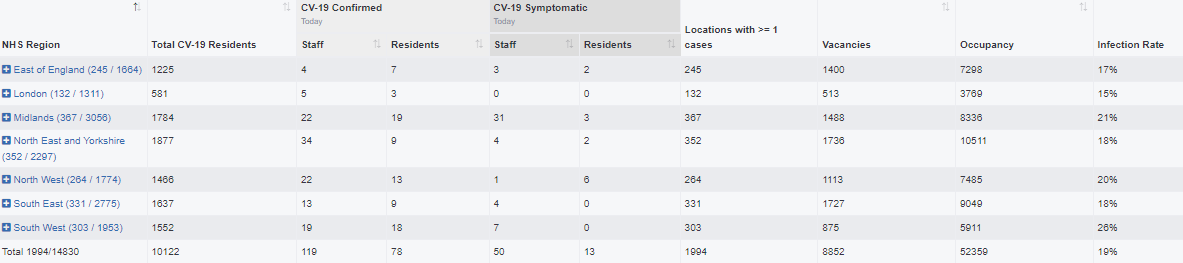 CV-19 Confirmed CV-19 Symptomatic
Today Today
Locations with >= 1
NHS Region Total CV-19 Residents Staff Residents Staff Residents cases Vacancies Occupancy Infection Rate
East of England (245 / 1664) 1225 4 7 3 2 245 1400 7298 17%
London (132 / 1311) 581 5 3 0 0 132 513 3769 15%
Midlands (367 / 3056) 1784 22 19 31 3 367 1488 8336 21%
North East and Yorkshire 1877 34 9 4 2 352 1736 10511 18%
(352 / 2297)
North West (264 / 1774) 1466 22 13 1 6 264 1113 7485 20%
South East (331 / 2775) 1637 13 9 4 0 331 1727 9049 18%
South West (303 / 1953) 1552 19 18 7 0 303 875 5911 26%
Total 1994/14830 10122 119 78 50 13 1994 8852 52359 19%